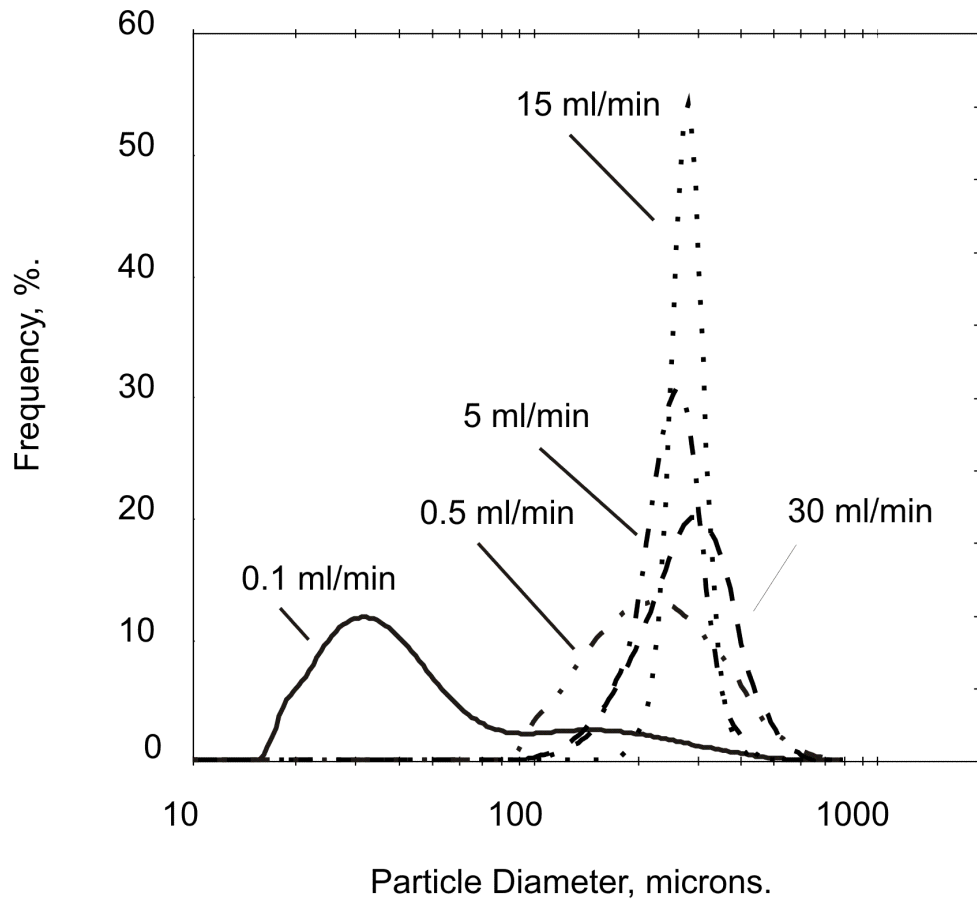 60
50
40
30
20
10
0
Frequency, %.
15 ml/min
5 ml/min
0.5 ml/min
30 ml/min
0.1 ml/min
10
100
1000
Particle Diameter, microns.